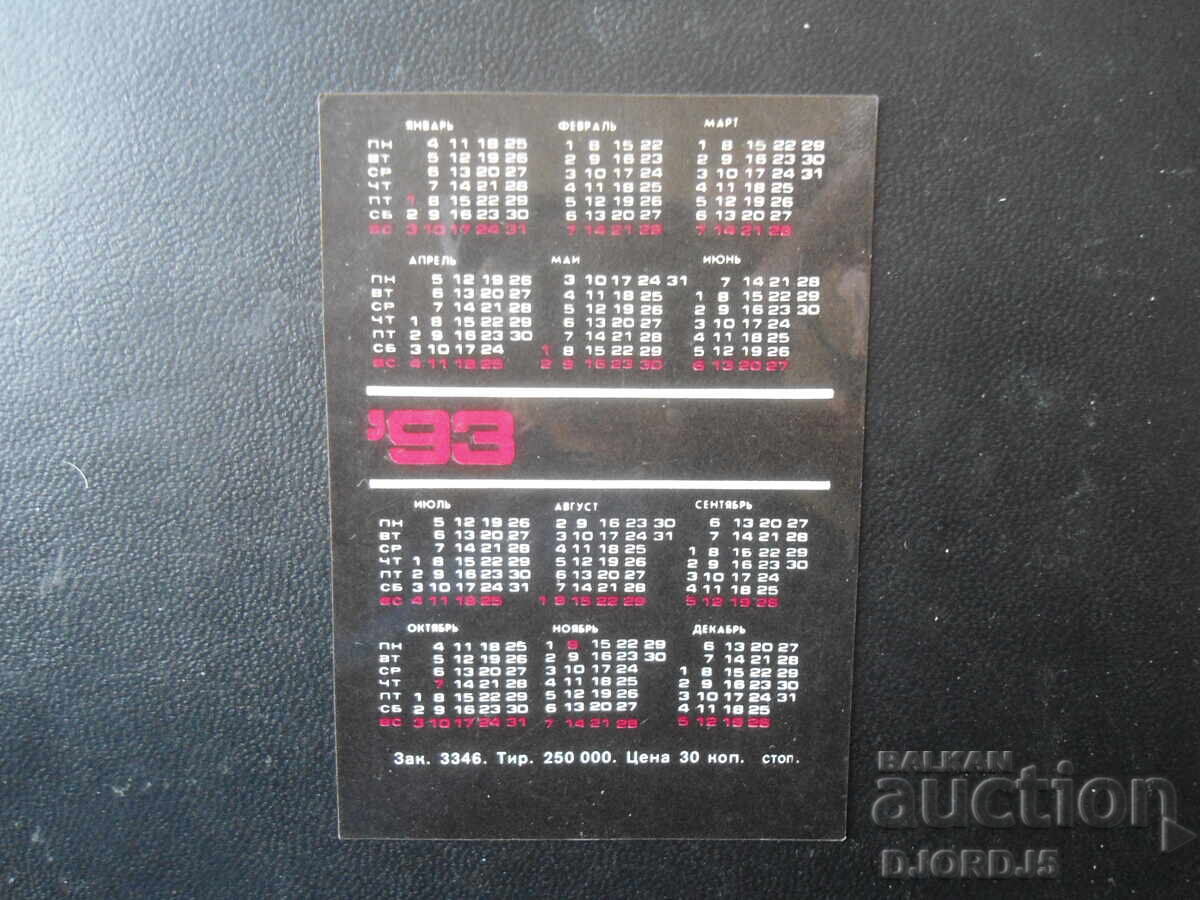 ЯНВАРЬ ФЕВРАЛЬ МАРТ
ПН 4 11 18 25 1 8 15 22 1 8 15 22 29
ВТ 5 12 19 26 2 9 16 23 2 9 16 23 30
СР 6 13 20 27 3 10 17 24 3 10 17 24 31
ЧТ 7 14 21 28 4 11 18 25 4 11 18 25
ПТ 1 8 15 22 29 5 12 19 26 5 12 19 26
СБ 2 9 16 23 30 6 13 20 27 6 13 20 27
ВС 3 10 17 24 31 7 14 21 28 7 14 21 28
АПРЕЛЬ МАЙ ИЮНЬ
ПН 5 12 19 26 3 10 17 24 31 7 14 21 28
ВТ 6 13 20 27 4 11 18 25 1 8 15 22 29
СР 7 14 21 28 5 12 19 26 2 9 16 23 30
ЧТ 1 8 15 22 29 6 13 20 27 3 10 17 24
ПТ 2 9 16 23 30 7 14 21 28 4 11 18 25
СБ 3 10 17 24 1 8 15 22 29 5 12 19 26
ВС 4 11 18 25 2 9 16 23 30 6 13 20 27
'93
ИЮЛЬ АВГУСТ СЕНТЯБРЬ
ПН 5 12 19 26 2 9 16 23 30 6 13 20 27
ВТ 6 13 20 27 3 10 17 24 31 7 14 21 28
СР 7 14 21 28 4 11 18 25 1 8 15 22 29
ЧТ 1 8 15 22 29 5 12 19 26 2 9 16 23 30
ПТ 2 9 16 23 30 6 13 20 27 3 10 17 24
СБ 3 10 17 24 31 7 14 21 28 4 11 18 25
ВС 4 11 18 25 1 8 15 22 29 5 12 19 26
ОКТЯБРЬ НОЯБРЬ ДЕКАБРЬ
ПН 4 11 18 25 1 8 15 22 29 6 13 20 27
ВТ 5 12 19 26 2 9 16 23 30 7 14 21 28
СР 6 13 20 27 3 10 17 24 1 8 15 22 29
ЧТ 7 14 21 28 4 11 18 25 2 9 16 23 30
ПТ 1 8 15 22 29 5 12 19 26 3 10 17 24 31
СБ 2 9 16 23 30 6 13 20 27 4 11 18 25
ВС 3 10 17 24 31 7 14 21 28 5 12 19 26
Зак. 3346. Тир. 250 000. Цена 30 коп. СТОП.
BALKAN
auction
DJORDJ5